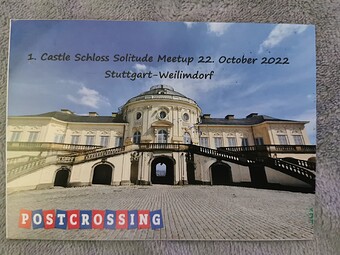 1. Castle Schloss Solitude Meetup 22. October 2022
Stuttgart-Weilimdorf
POSTCROSSING